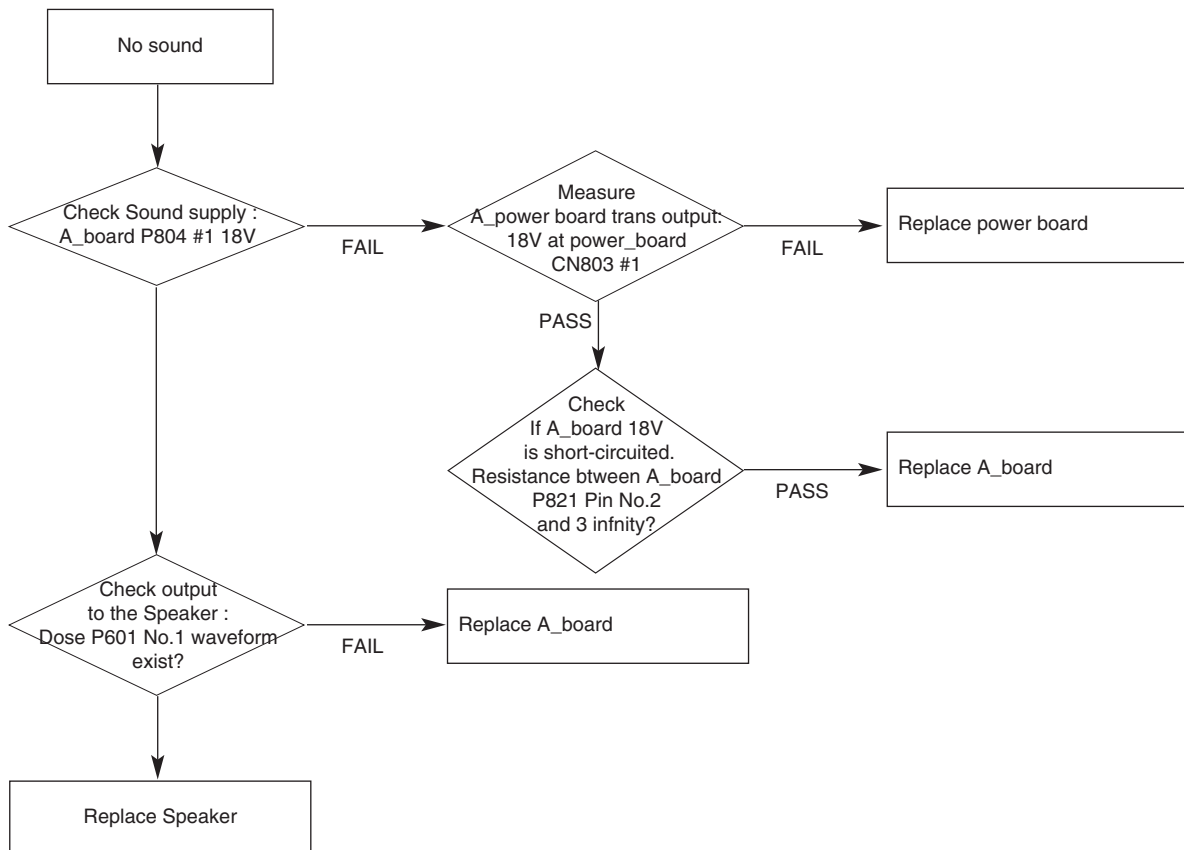 No sound
Check Sound supply :
A_board P804 #1 18V
FAIL
Measure
A_power board trans output:
18V at power_board
CN803 #1
FAIL
Replace power board
PASS
Check
If A_board 18V
is short-circuited.
Resistance btween A_board
P821 Pin No.2
and 3 infnity?
PASS
Replace A_board
Check output
to the Speaker :
Dose P601 No.1 waveform
exist?
FAIL
Replace A_board
Replace Speaker